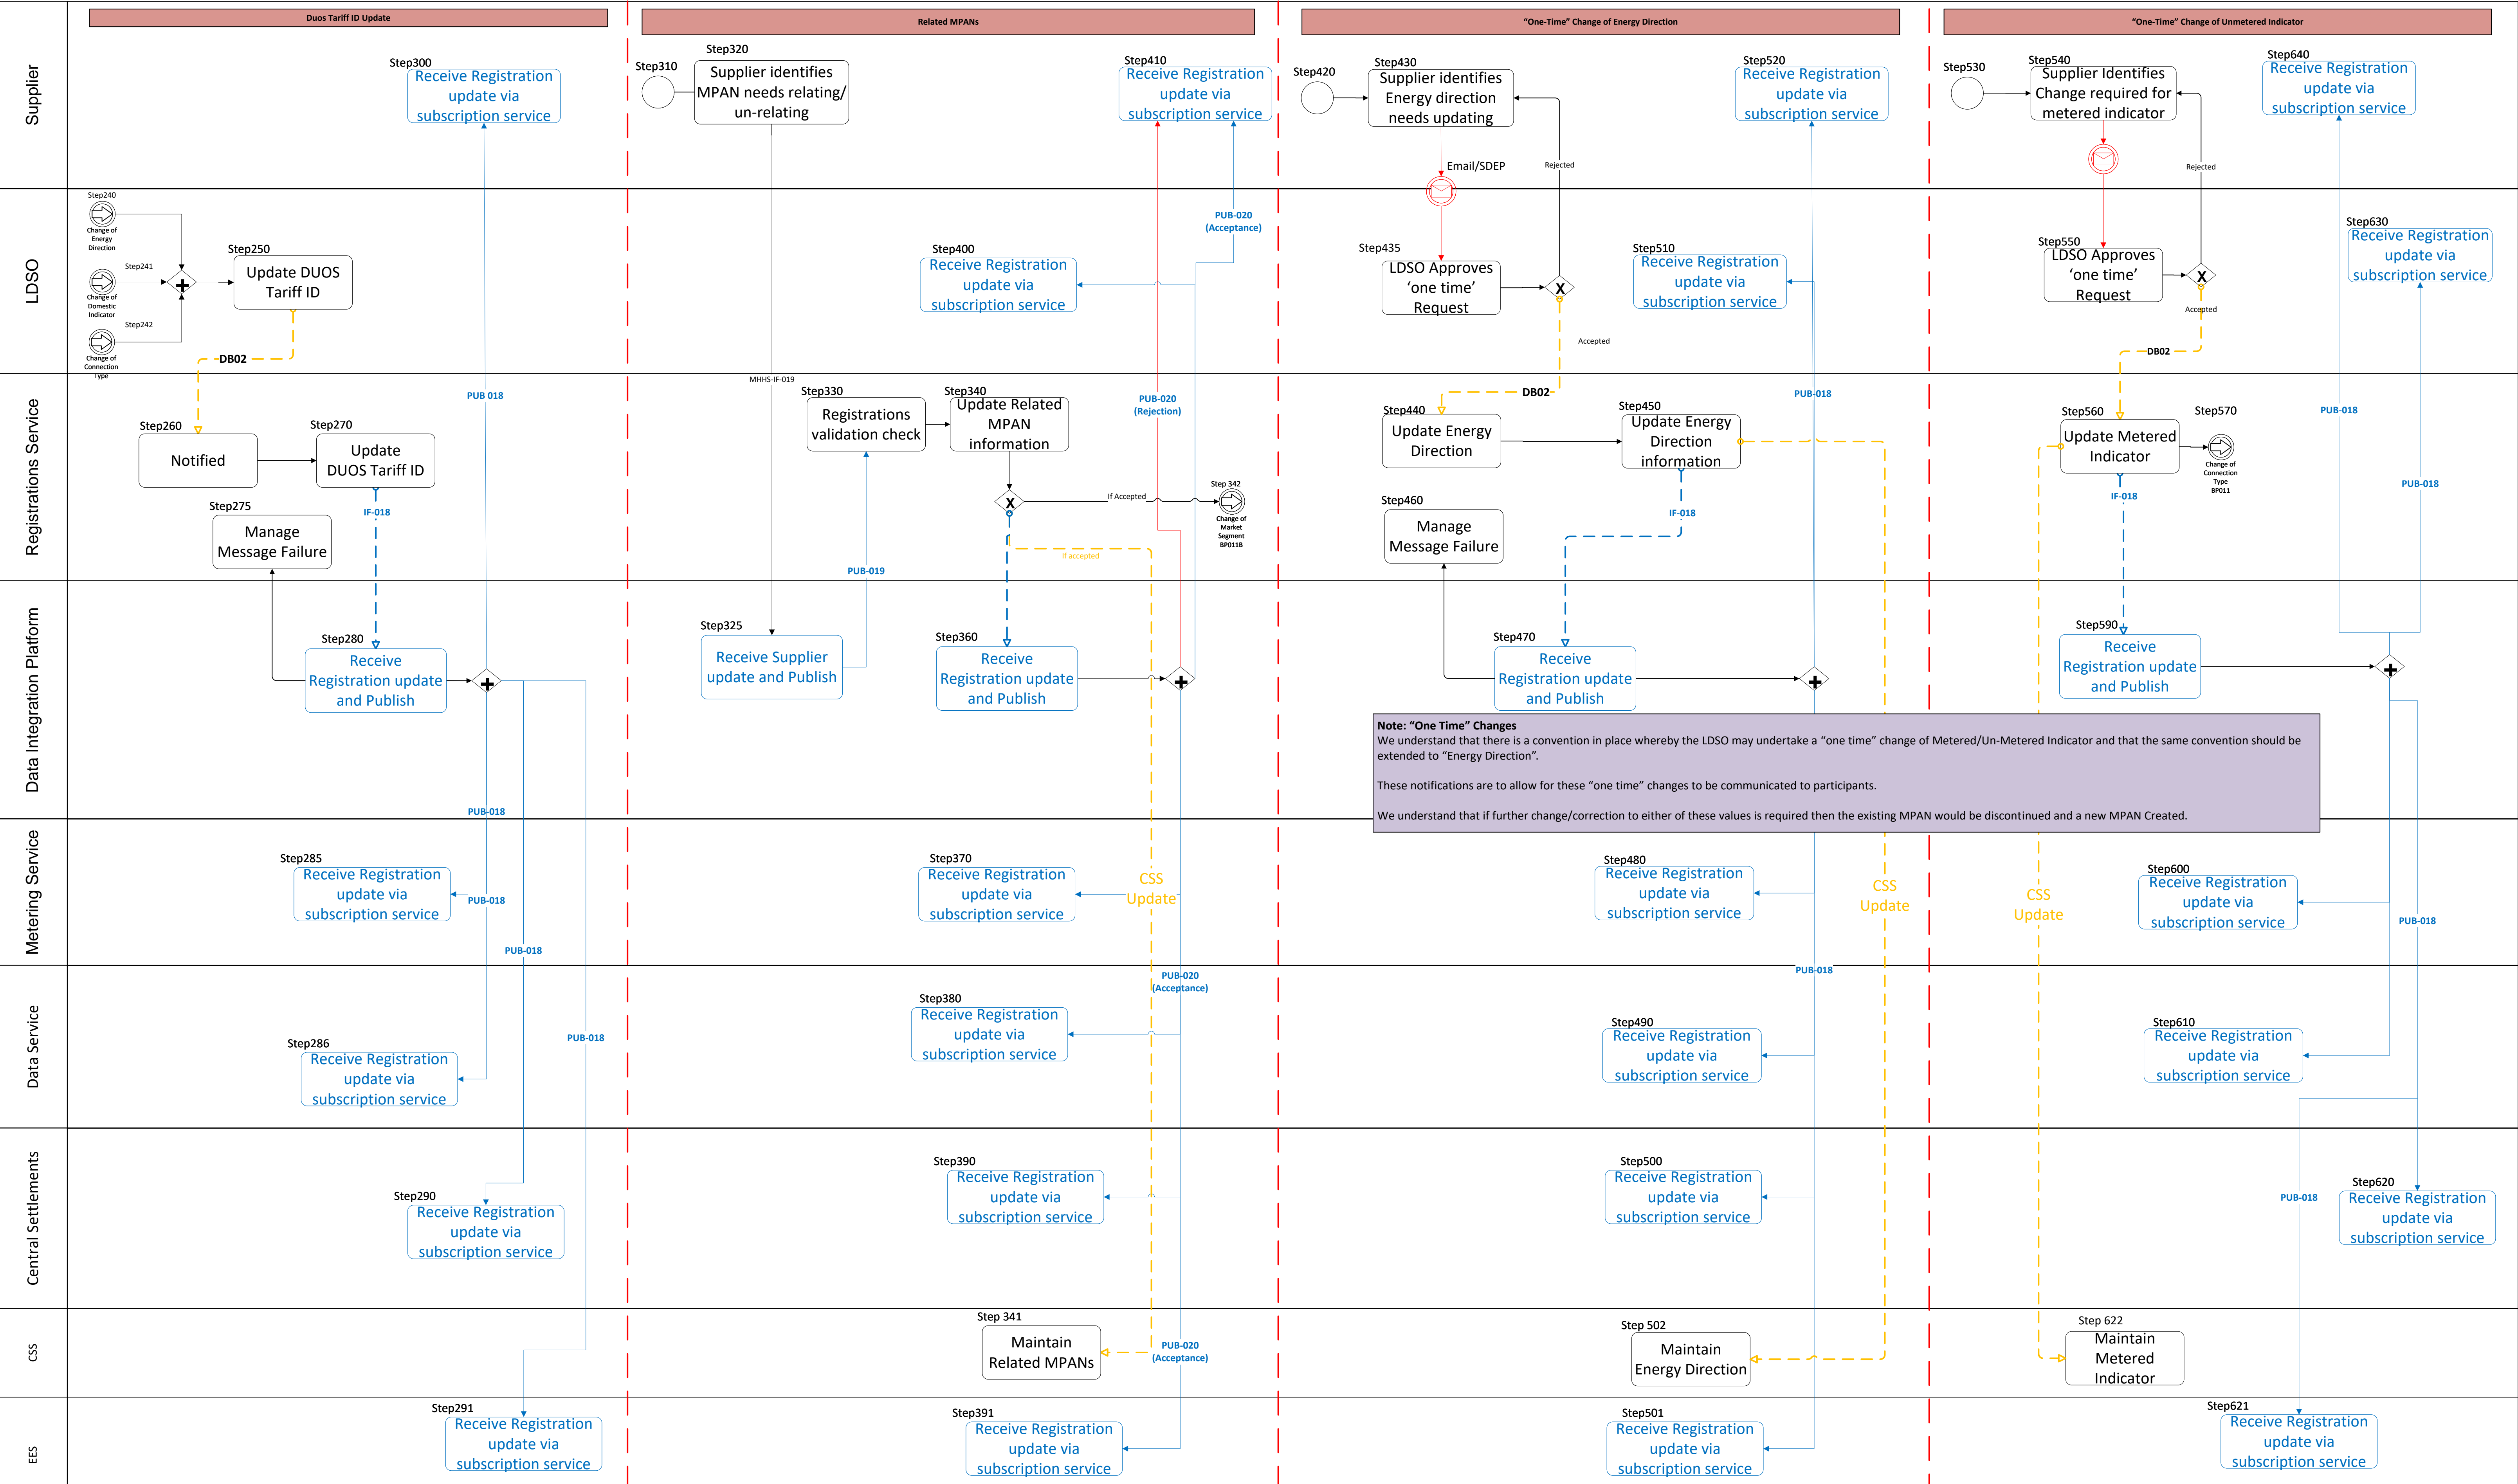 Duos Tariff ID Update
Related MPANs
“One-Time” Change of Energy Direction
“One-Time” Change of Unmetered Indicator
Supplier
Step300
Receive Registration
update via
subscription service
Step310
Step320
Supplier identifies
MPAN needs relating/
un-relating
Step410
Receive Registration
update via
subscription service
Step420
Step430
Supplier identifies
Energy direction
needs updating
Email/SDEP
Rejected
Step520
Receive Registration
update via
subscription service
Step530
Step540
Supplier Identifies
Change required for
metered indicator
Rejected
Step640
Receive Registration
update via
subscription service
LDSO
Step240
Change of
Energy
Direction
Step241
Change of
Domestic
Indicator
Step242
Change of
Connection
Type
Step250
Update DUOS
Tariff ID
DB02
Step400
Receive Registration
update via
subscription service
PUB-020
(Acceptance)
Step435
LDSO Approves
‘one time’
Request
X
Accepted
Step510
Receive Registration
update via
subscription service
Step550
LDSO Approves
‘one time’
Request
X
Accepted
DB02
Step630
Receive Registration
update via
subscription service
Registrations Service
Step260
Notified
Step270
Update
DUOS Tariff ID
IF-018
Step275
Manage
Message Failure
PUB 018
MHHS-IF-019
Step330
Registrations
validation check
Step340
Update Related
MPAN
information
X
If Accepted
If accepted
PUB-019
PUB-020
(Rejection)
Step 342
Change of
Market
Segment
BP011B
DB02
Step440
Update Energy
Direction
Step450
Update Energy
Direction
information
IF-018
Step460
Manage
Message Failure
PUB-018
Step560
Update Metered
Indicator
IF-018
Step570
Change of
Connection
Type
BP011
PUB-018
PUB-018
Data Integration Platform
Step280
Receive
Registration update
and Publish
PUB-018
Step325
Receive Supplier
update and Publish
Step360
Receive
Registration update
and Publish
Step470
Receive
Registration update
and Publish
Step590
Receive
Registration update
and Publish
Note: “One Time” Changes
We understand that there is a convention in place whereby the LDSO may undertake a “one time” change of Metered/Un-Metered Indicator and that the same convention should be
extended to “Energy Direction”.
These notifications are to allow for these “one time” changes to be communicated to participants.
We understand that if further change/correction to either of these values is required then the existing MPAN would be discontinued and a new MPAN Created.
Metering Service
Step285
Receive Registration
update via
subscription service
PUB-018
PUB-018
Step370
Receive Registration
update via
subscription service
CSS
Update
Step480
Receive Registration
update via
subscription service
CSS
Update
CSS
Update
Step600
Receive Registration
update via
subscription service
PUB-018
Data Service
Step286
Receive Registration
update via
subscription service
PUB-018
Step380
Receive Registration
update via
subscription service
PUB-020
(Acceptance)
PUB-018
Step490
Receive Registration
update via
subscription service
Step610
Receive Registration
update via
subscription service
Central Settlements
Step290
Receive Registration
update via
subscription service
Step390
Receive Registration
update via
subscription service
Step500
Receive Registration
update via
subscription service
PUB-018
Step620
Receive Registration
update via
subscription service
CSS
Step 341
Maintain
Related MPANs
PUB-020
(Acceptance)
Step 502
Maintain
Energy Direction
Step 622
Maintain
Metered
Indicator
EES
Step291
Receive Registration
update via
subscription service
Step391
Receive Registration
update via
subscription service
Step501
Receive Registration
update via
subscription service
Step621
Receive Registration
update via
subscription service